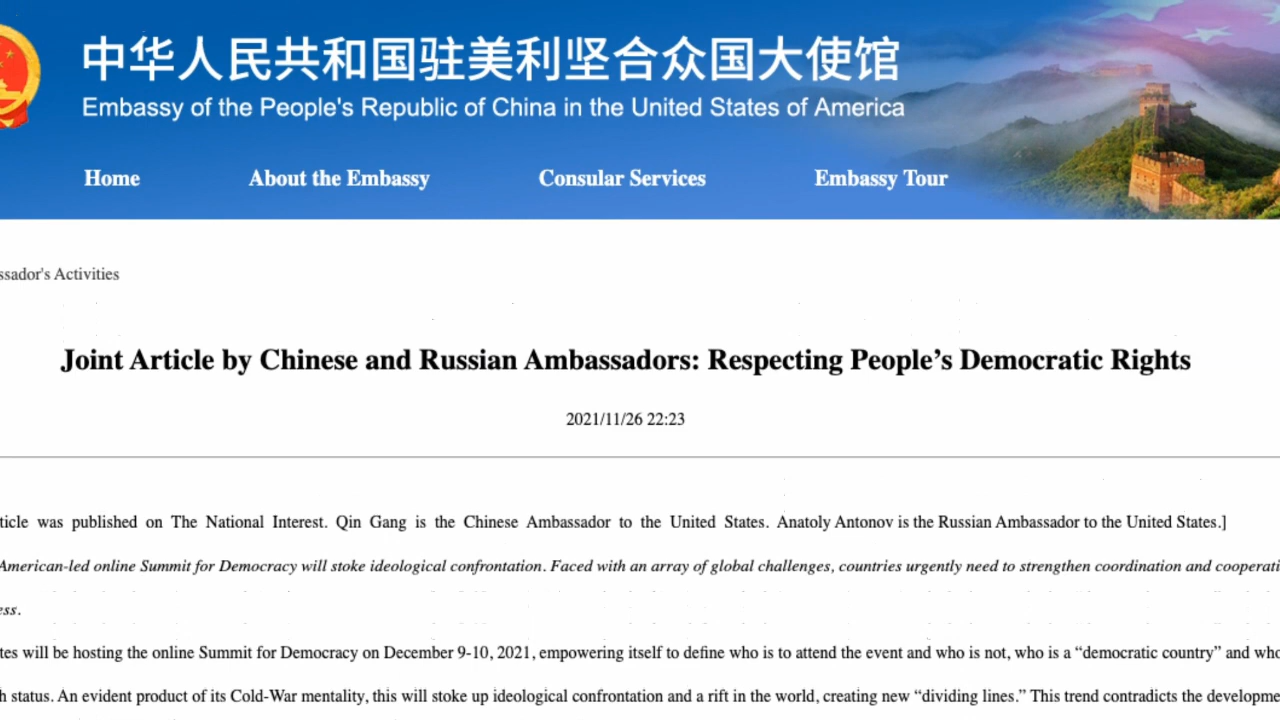 中华人民共和国驻美利坚合众国大使馆
Embassy of the People's Republic of China in the United States of America
Home About the Embassy Consular Services Embassy Tour
ssador's Activities
Joint Article by Chinese and Russian Ambassadors: Respecting People’s Democratic Rights
2021/11/26 22:23
ticle was published on The National Interest. Qin Gang is the Chinese Ambassador to the United States. Anatoly Antonov is the Russian Ambassador to the United States.]
American-led online Summit for Democracy will stoke ideological confrontation. Faced with an array of global challenges, countries urgently need to strengthen coordination and cooperati
ess.
tes will be hosting the online Summit for Democracy on December 9-10, 2021, empowering itself to define who is to attend the event and who is not, who is a “democratic country” and who
h status. An evident product of its Cold-War mentality, this will stoke up ideological confrontation and a rift in the world, creating new “dividing lines.” This trend contradicts the developme